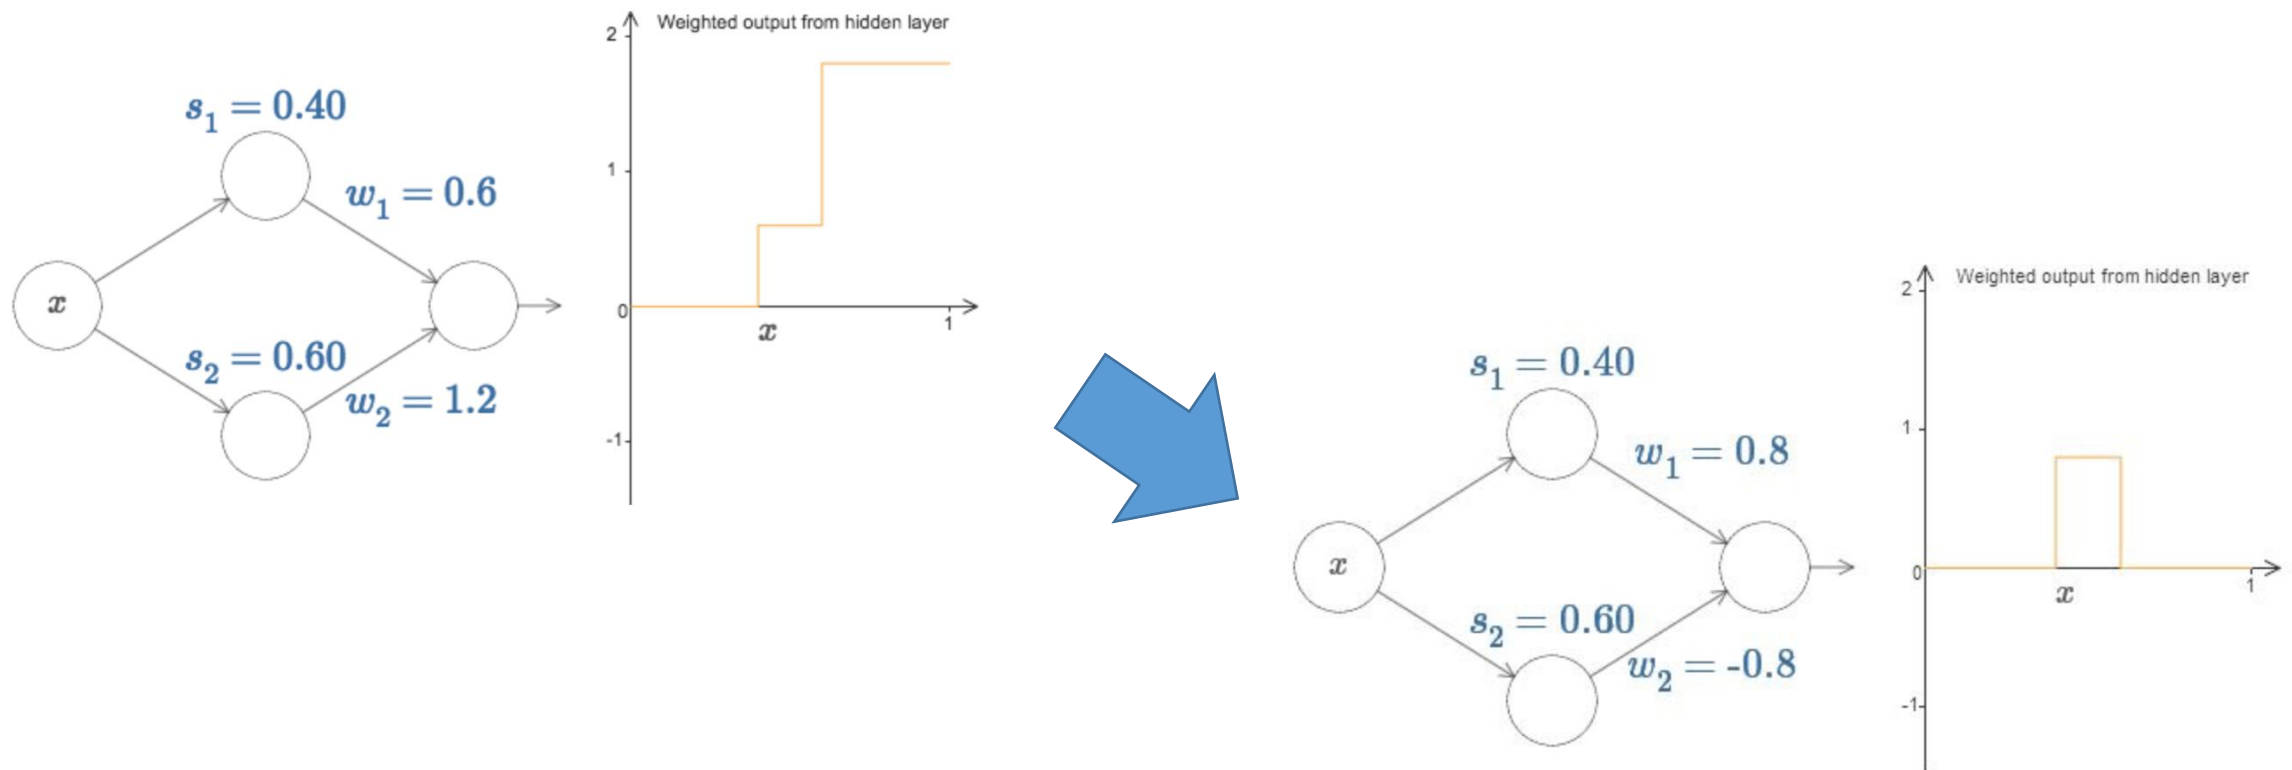 2 Weighted output from hidden layer
s₁ = 0.40
1
w₁ = 0.6
x
0
x
1
s₂ = 0.60
w₂ = 1.2
-1
2 Weighted output from hidden layer
s₁ = 0.40
1
w₁ = 0.8
x
0
x
1
s₂ = 0.60
w₂ = -0.8
-1